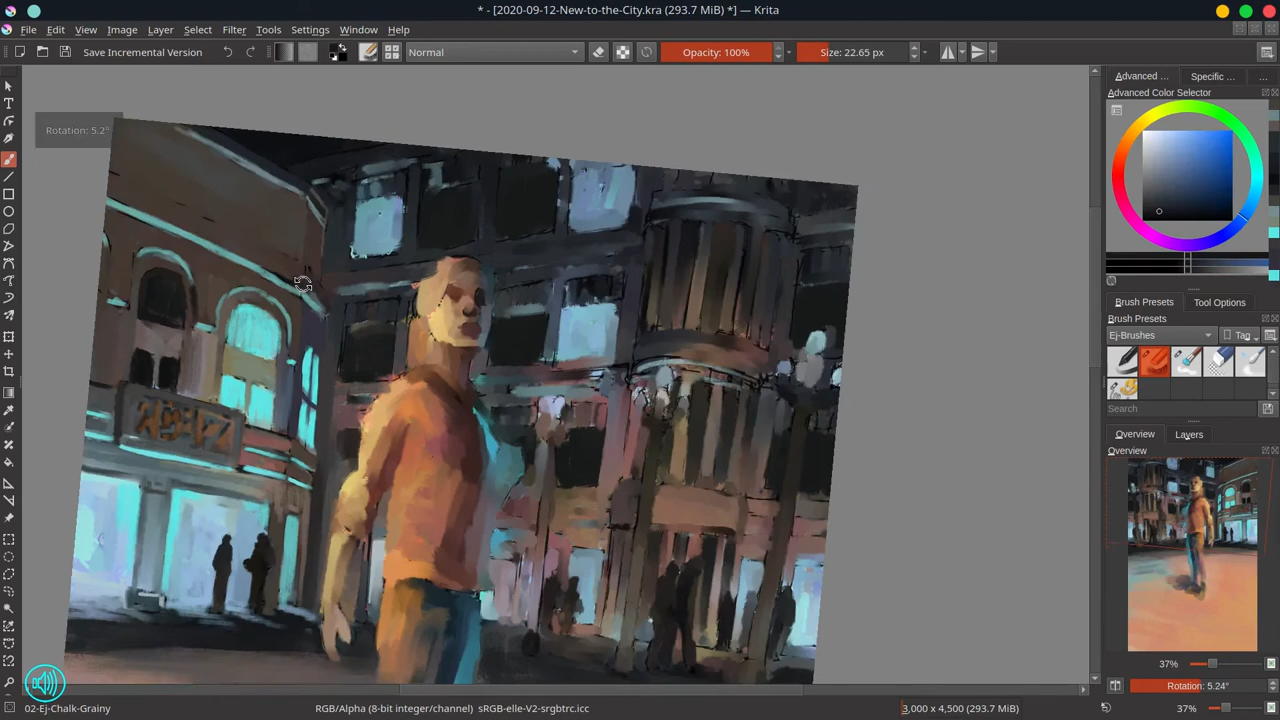 * - [2020-09-12-New-to-the-City.kra (293.7 MiB) *] — Krita
File Edit View Image Layer Select Filter Tools Settings Window Help
Save Incremental Version Normal Opacity: 100% Size: 22.65 px
Advanced ... Specific ... ...
Advanced Color Selector
Rotation: 5.2°
Brush Presets Tool Options
Brush Presets
Ej-Brushes Tag
Search
Overview Layers
Overview
37%
Rotation: 5.24°
02-Ej-Chalk-Grainy RGB/Alpha (8-bit integer/channel) sRGB-elle-V2-srgbtrc.icc 3,000 x 4,500 (293.7 MiB) 37%